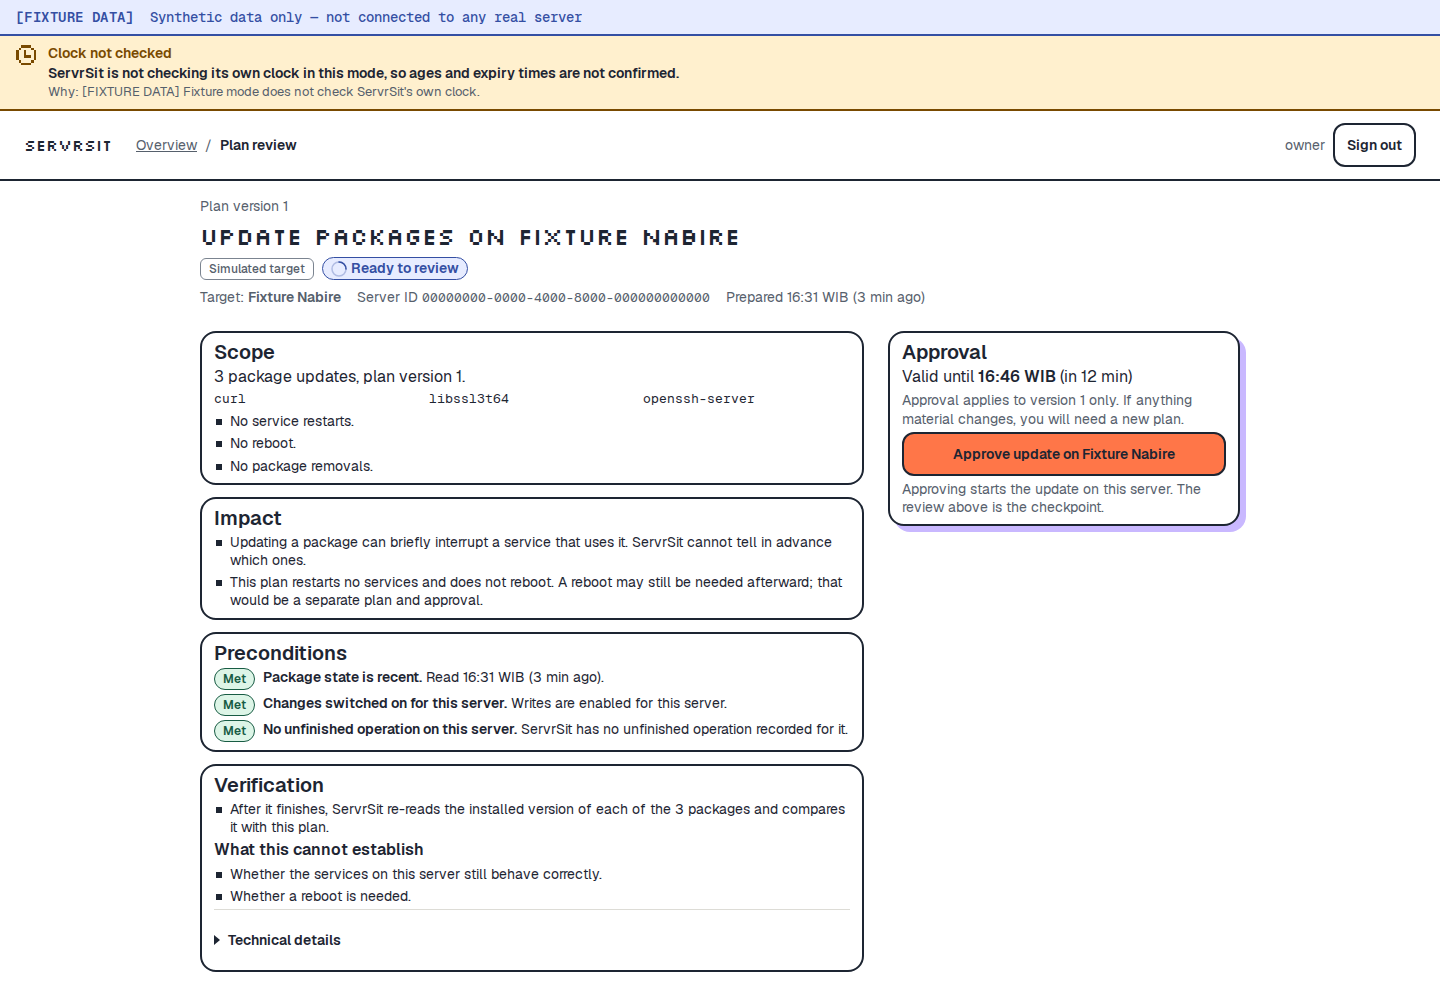 [FIXTURE DATA] Synthetic data only — not connected to any real server
Clock not checked
ServrSit is not checking its own clock in this mode, so ages and expiry times are not confirmed.
Why: [FIXTURE DATA] Fixture mode does not check ServrSit's own clock.
SERVRSIT Overview / Plan review owner Sign out
Plan version 1
UPDATE PACKAGES ON FIXTURE NABIRE
Simulated target Ready to review
Target: Fixture Nabire Server ID 00000000-0000-4000-8000-000000000000 Prepared 16:31 WIB (3 min ago)
Scope
3 package updates, plan version 1.
curl libssl3t64 openssh-server
No service restarts.
No reboot.
No package removals.
Impact
Updating a package can briefly interrupt a service that uses it. ServrSit cannot tell in advance
which ones.
This plan restarts no services and does not reboot. A reboot may still be needed afterward; that
would be a separate plan and approval.
Preconditions
Met Package state is recent. Read 16:31 WIB (3 min ago).
Met Changes switched on for this server. Writes are enabled for this server.
Met No unfinished operation on this server. ServrSit has no unfinished operation recorded for it.
Verification
After it finishes, ServrSit re-reads the installed version of each of the 3 packages and compares
it with this plan.
What this cannot establish
Whether the services on this server still behave correctly.
Whether a reboot is needed.
Technical details
Approval
Valid until 16:46 WIB (in 12 min)
Approval applies to version 1 only. If anything
material changes, you will need a new plan.
Approve update on Fixture Nabire
Approving starts the update on this server. The
review above is the checkpoint.